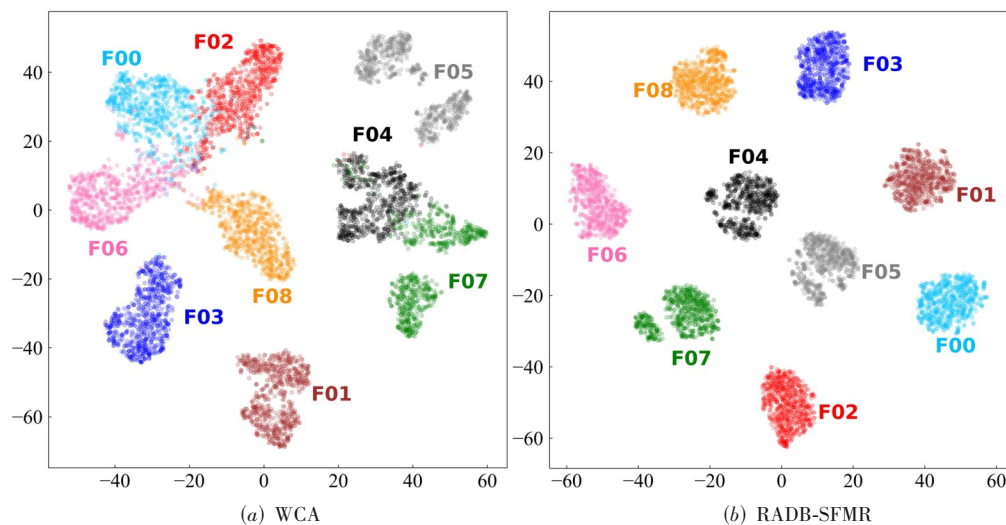 F02
F00
F05
F04
F06
F07
F08
F03
F01
40
20
0
−20
−40
−60
−40 −20 0 20 40 60
(a) WCA
F03
F08
F04
F01
F06
F05
F07
F00
F02
40
20
0
−20
−40
−60
−60 −40 −20 0 20 40 60
(b) RADB-SFMR